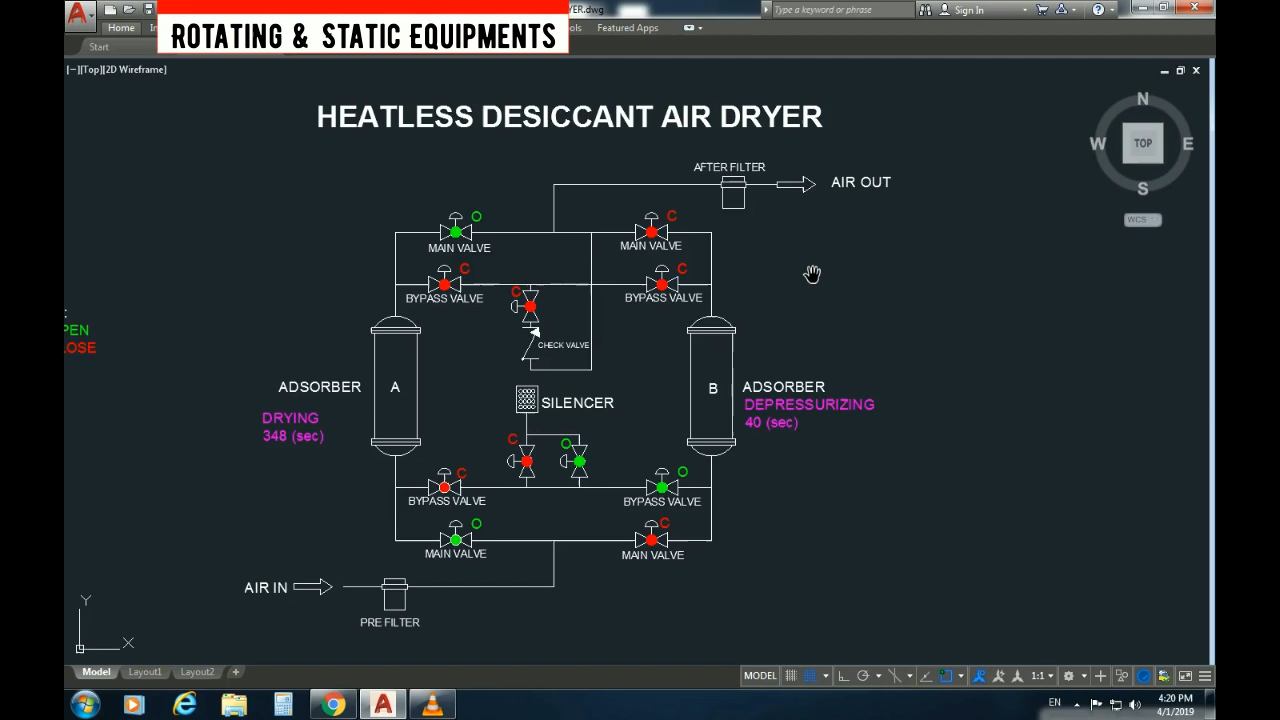 YER.dwg
Type a keyword or phrase
Sign In
ROTATING & STATIC EQUIPMENTS
Home
Featured Apps
Start
[−][Top][2D Wireframe]
HEATLESS DESICCANT AIR DRYER
N
W
TOP
E
S
WCS
AFTER FILTER
AIR OUT
O
C
MAIN VALVE
MAIN VALVE
C
C
BYPASS VALVE
BYPASS VALVE
C
CHECK VALVE
PEN
LOSE
ADSORBER
A
B
ADSORBER
DRYING
348 (sec)
DEPRESSURIZING
40 (sec)
SILENCER
C
O
C
O
BYPASS VALVE
BYPASS VALVE
O
C
MAIN VALVE
MAIN VALVE
AIR IN
PRE FILTER
Y
X
Model
Layout1
Layout2
+
MODEL
1:1
EN
4:20 PM
4/1/2019